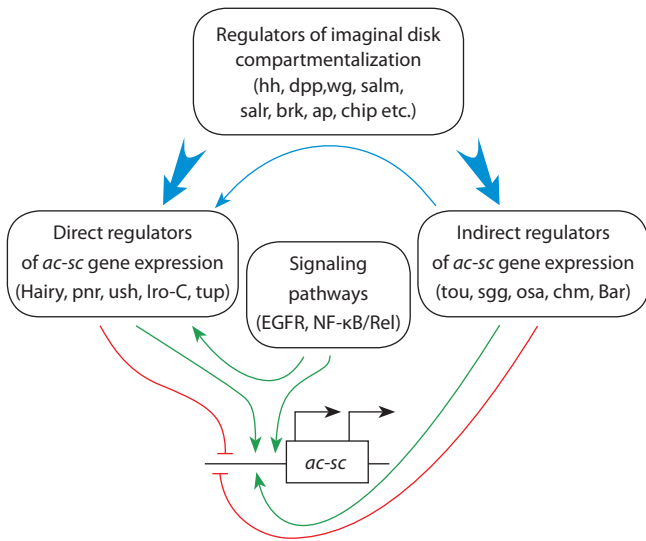 Regulators of imaginal disk
compartmentalization
(hh, dpp,wg, salm,
salr, brk, ap, chip etc.)
Direct regulators
of ac-sc gene expression
(Hairy, pnr, ush, Iro-C, tup)
Signaling
pathways
(EGFR, NF-κB/Rel)
Indirect regulators
of ac-sc gene expression
(tou, sgg, osa, chm, Bar)
ac-sc